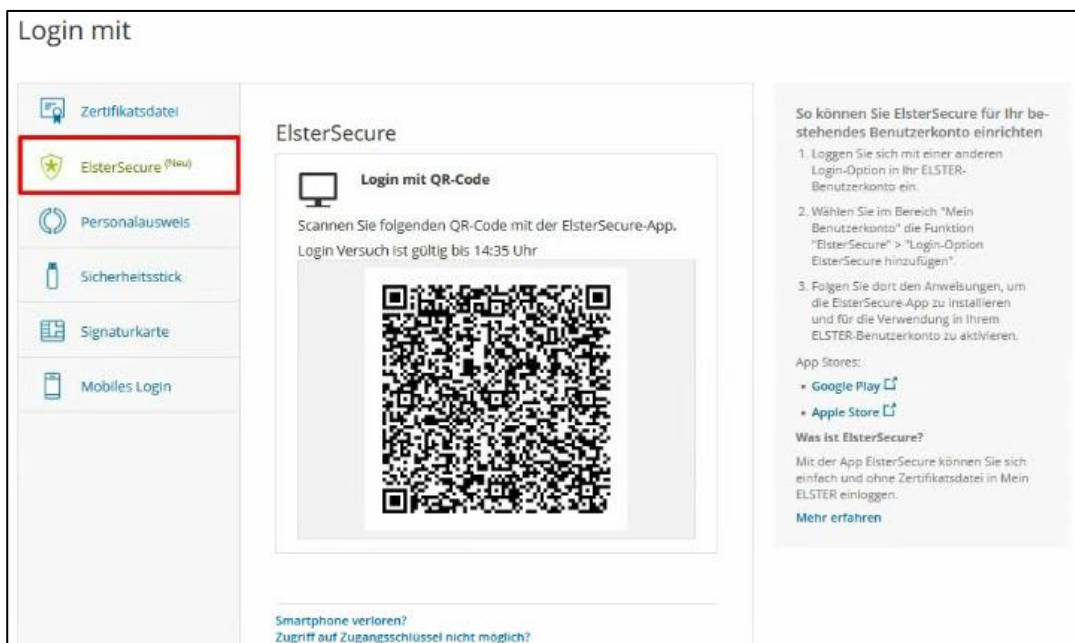 Login mit
Zertifikatsdatei
ElsterSecure (Neu)
Personalausweis
Sicherheitsstick
Signaturkarte
Mobiles Login
ElsterSecure
Login mit QR-Code
Scannen Sie folgenden QR-Code mit der ElsterSecure-App.
Login Versuch ist gültig bis 14:35 Uhr
Smartphone verloren?
Zugriff auf Zugangsschlüssel nicht möglich?
So können Sie ElsterSecure für Ihr be-
stehendes Benutzerkonto einrichten
1. Loggen Sie sich mit einer anderen
Login-Option in Ihr ELSTER-
Benutzerkonto ein.
2. Wählen Sie im Bereich "Mein
Benutzerkonto" die Funktion
"ElsterSecure" > "Login-Option
ElsterSecure hinzufügen".
3. Folgen Sie dort den Anweisungen, um
die ElsterSecure-App zu installieren
und für die Verwendung in Ihrem
ELSTER-Benutzerkonto zu aktivieren.
App Stores:
• Google Play
• Apple Store
Was ist ElsterSecure?
Mit der App ElsterSecure können Sie sich
einfach und ohne Zertifikatsdatei in Mein
ELSTER einloggen.
Mehr erfahren